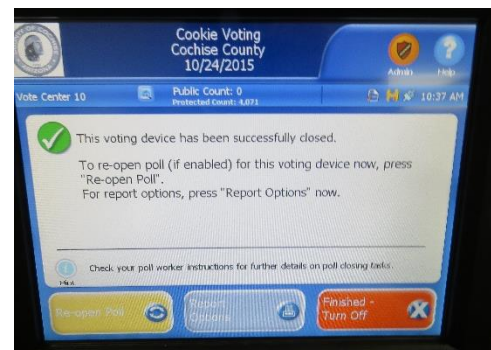 Cookie Voting
Cochise County
10/24/2015
Admin
Help
Vote Center 10
Public Count: 0
Protected Count: 4,071
10:37 AM
This voting device has been successfully closed.
To re-open poll (if enabled) for this voting device now, press
"Re-open Poll".
For report options, press "Report Options" now.
Hint
Check your poll worker instructions for further details on poll closing tasks.
Re-open Poll
Report
Options
Finished -
Turn Off